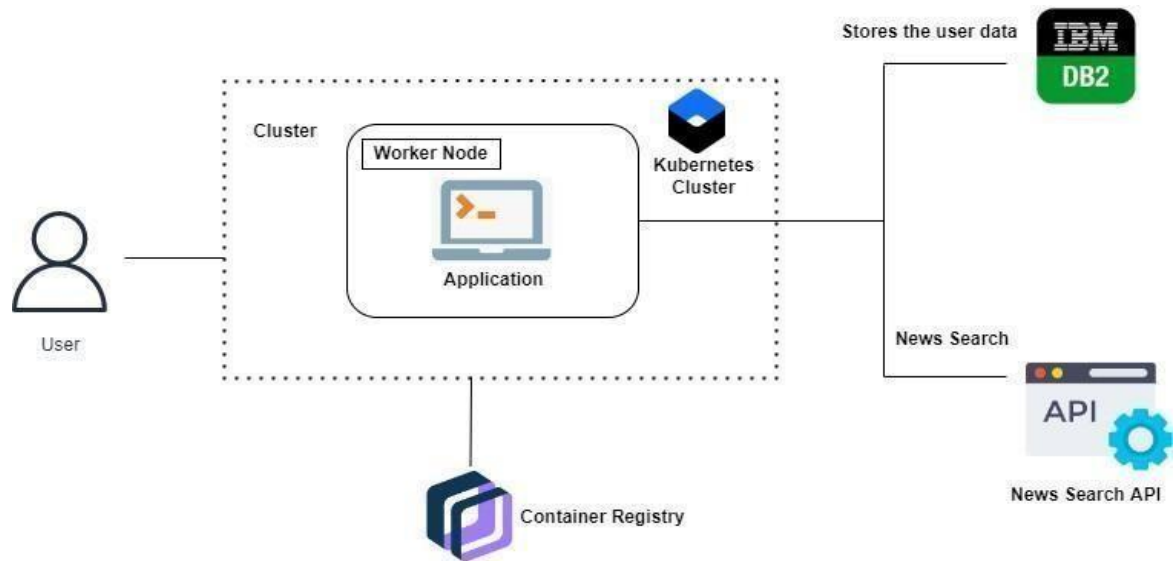 Stores the user data
IBM
DB2
Cluster
Worker Node
Kubernetes
Cluster
Application
User
News Search
API
News Search API
Container Registry